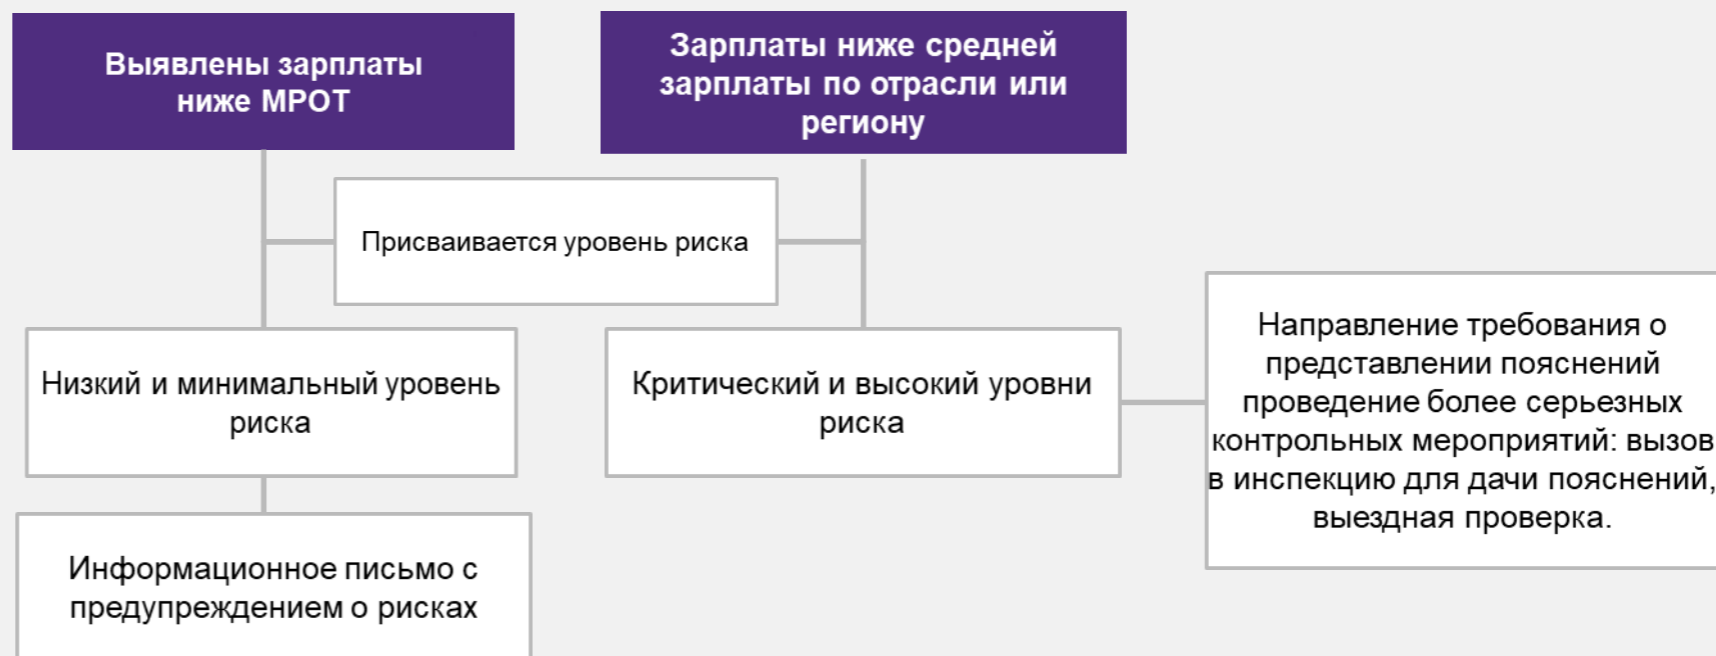 Выявлены зарплаты
ниже МРОТ
Зарплаты ниже средней
зарплаты по отрасли или
региону
Присваивается уровень риска
Низкий и минимальный уровень
риска
Критический и высокий уровни
риска
Направление требования о
представлении пояснений
проведение более серьезных
контрольных мероприятий: вызов
в инспекцию для дачи пояснений,
выездная проверка.
Информационное письмо с
предупреждением о рисках